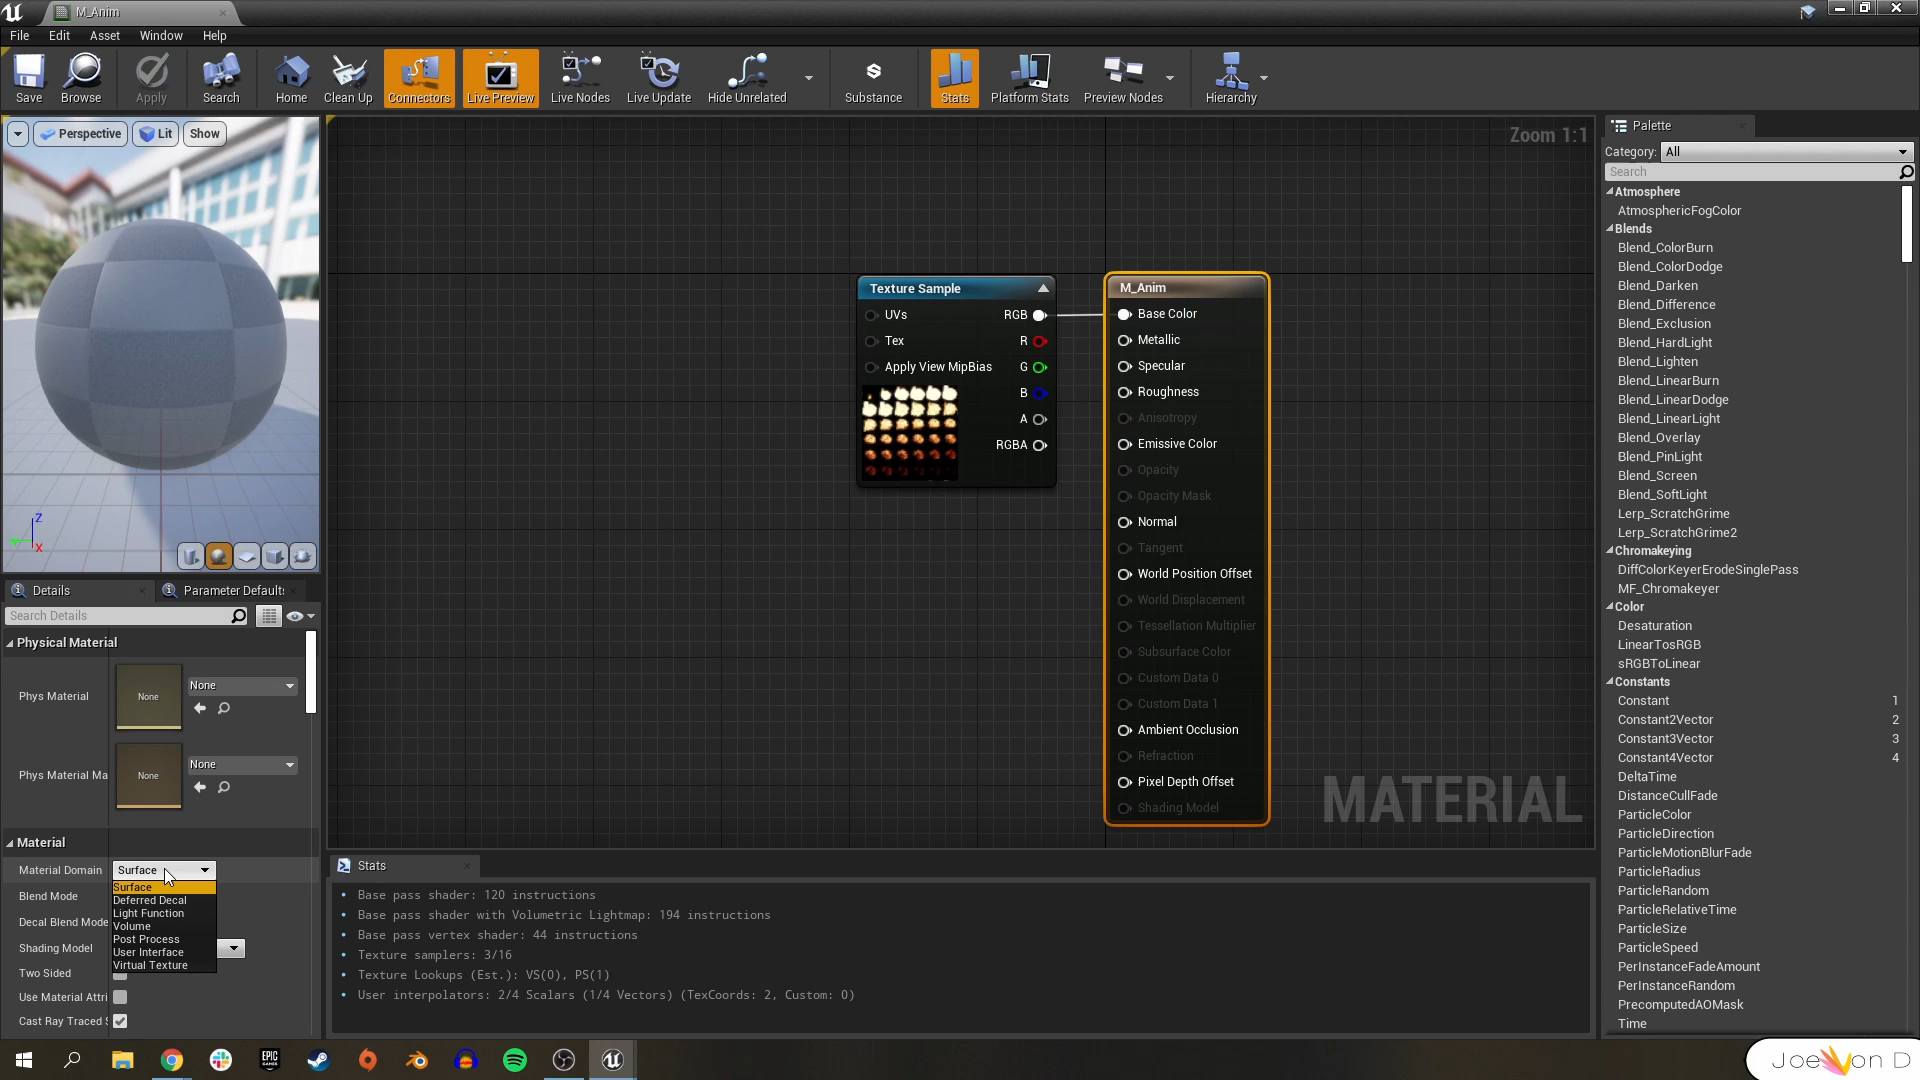 M_Anim
File Edit Asset Window Help
Save Browse Apply Search Home Clean Up Connectors Live Preview Live Nodes Live Update Hide Unrelated Substance Stats Platform Stats Preview Nodes Hierarchy
Perspective Lit Show
Z
X
Zoom 1:1
Texture Sample
UVs RGB
Tex R
Apply View MipBias G
B
A
RGBA
M_Anim
Base Color
Metallic
Specular
Roughness
Anisotropy
Emissive Color
Opacity
Opacity Mask
Normal
Tangent
World Position Offset
World Displacement
Tessellation Multiplier
Subsurface Color
Custom Data 0
Custom Data 1
Ambient Occlusion
Refraction
Pixel Depth Offset
Shading Model
MATERIAL
Details Parameter Default
Search Details
Physical Material
Phys Material None None
Phys Material Ma None None
Material
Material Domain Surface
Blend Mode
Decal Blend Mode
Shading Model
Two Sided
Use Material Attri
Cast Ray Traced S
Surface
Deferred Decal
Light Function
Volume
Post Process
User Interface
Virtual Texture
Stats
Base pass shader: 120 instructions
Base pass shader with Volumetric Lightmap: 194 instructions
Base pass vertex shader: 44 instructions
Texture samplers: 3/16
Texture Lookups (Est.): VS(0), PS(1)
User interpolators: 2/4 Scalars (1/4 Vectors) (TexCoords: 2, Custom: 0)
Palette
Category: All
Search
Atmosphere
AtmosphericFogColor
Blends
Blend_ColorBurn
Blend_ColorDodge
Blend_Darken
Blend_Difference
Blend_Exclusion
Blend_HardLight
Blend_Lighten
Blend_LinearBurn
Blend_LinearDodge
Blend_LinearLight
Blend_Overlay
Blend_PinLight
Blend_Screen
Blend_SoftLight
Lerp_ScratchGrime
Lerp_ScratchGrime2
Chromakeying
DiffColorKeyerErodeSinglePass
MF_Chromakeyer
Color
Desaturation
LinearTosRGB
sRGBToLinear
Constants
Constant 1
Constant2Vector 2
Constant3Vector 3
Constant4Vector 4
DeltaTime
DistanceCullFade
ParticleColor
ParticleDirection
ParticleMotionBlurFade
ParticleRadius
ParticleRandom
ParticleRelativeTime
ParticleSize
ParticleSpeed
PerInstanceFadeAmount
PerInstanceRandom
PrecomputedAOMask
Time
EPIC GAMES
Joe Von D